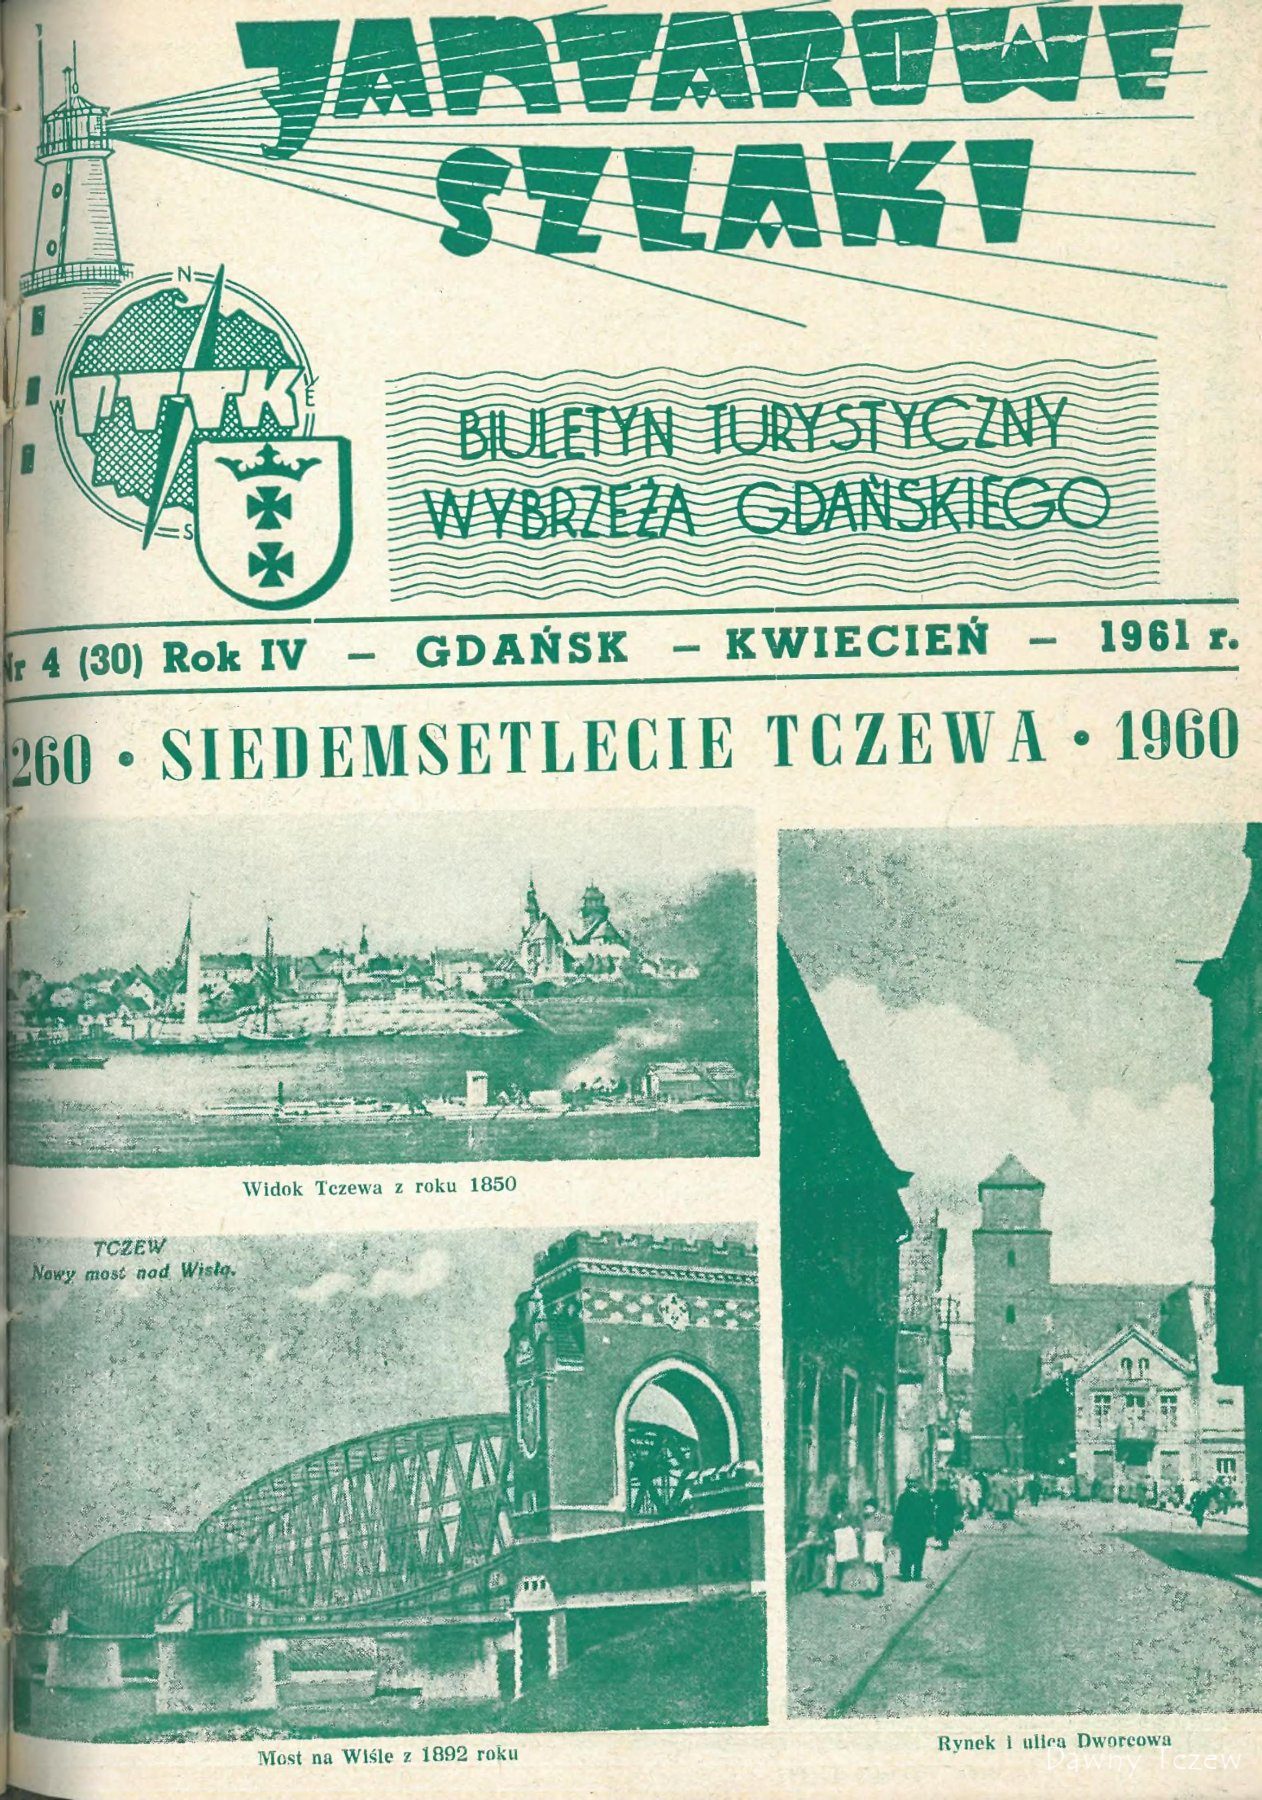 JANTAROWE
SZLAKI
N
PTTK
W
E
S
BIULETYN TURYSTYCZNY
WYBRZEŻA GDAŃSKIEGO
Nr 4 (30) Rok IV – GDAŃSK – KWIECIEŃ – 1961 r.
260 • SIEDEMSETLECIE TCZEWA • 1960
Widok Tczewa z roku 1850
TCZEW
Nowy most nad Wisłą.
Most na Wiśle z 1892 roku
Rynek i ulica Dworcowa
Dawny Tczew